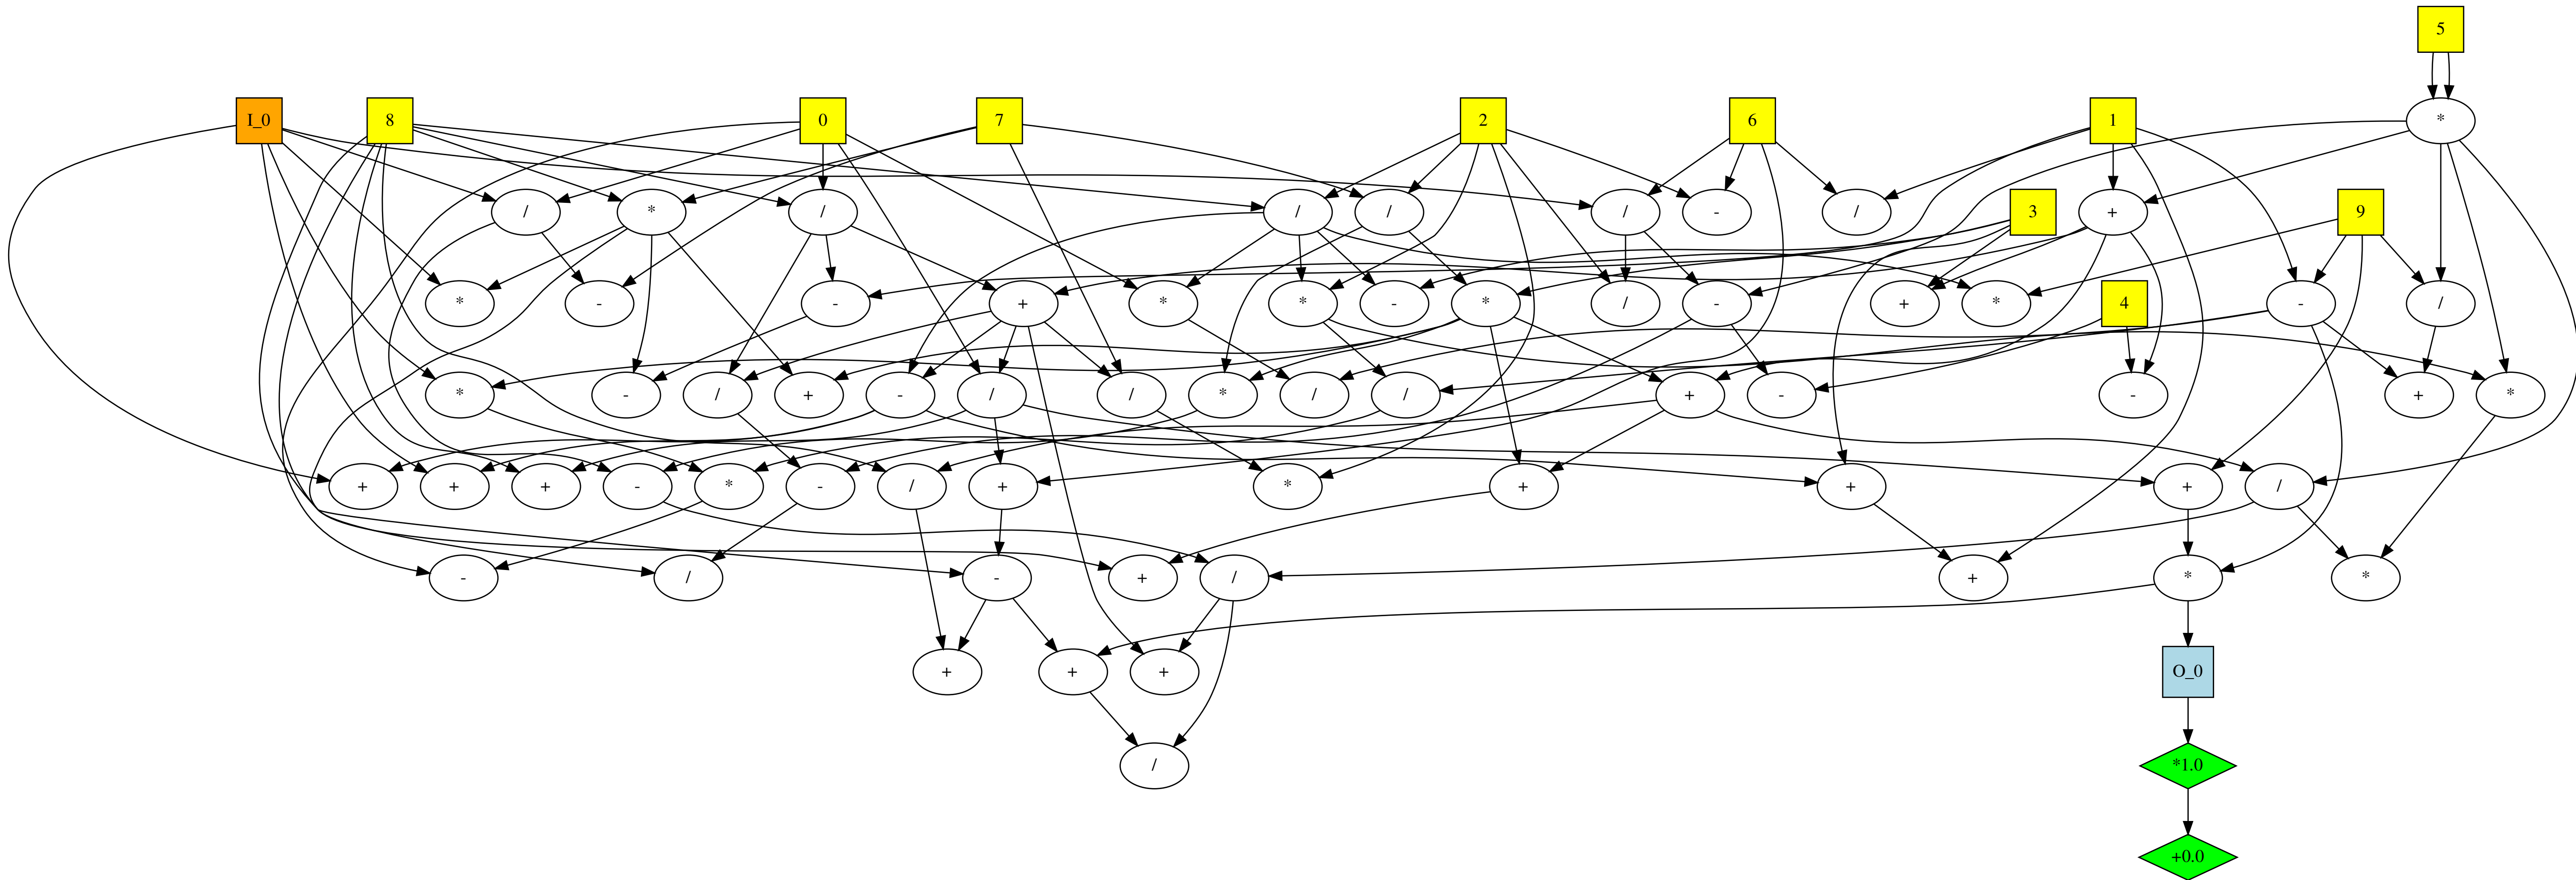 5
I_0 8 0 7 2 6 1 *
/ * / / / / - / + 3 9
* - - + * * - * / - + * 4 - /
* - / + - / / * / / + - - + *
+ + + - * - / + * + + + /
- / - + / + * *
+ + + O_0
/ *1.0
+0.0